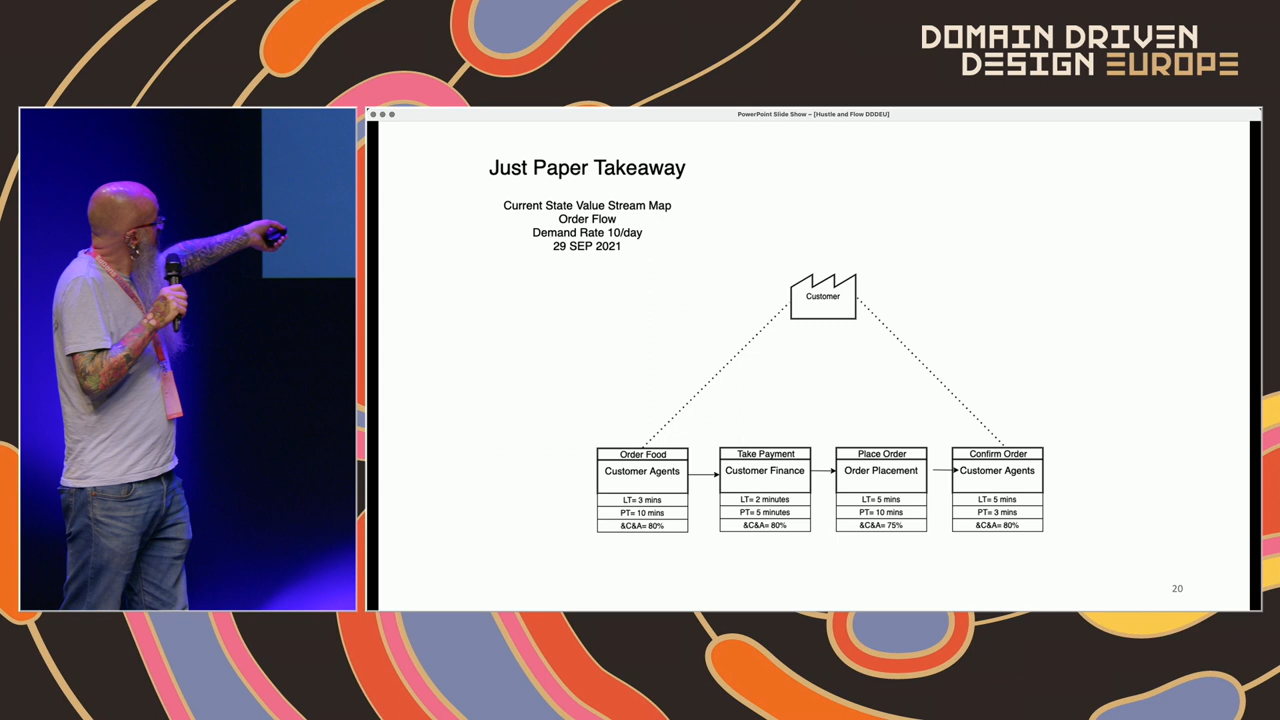 DOMAIN DRIVEN
DESIGN EUROPE
PowerPoint Slide Show – [Hustle and Flow DDDEU]
Just Paper Takeaway
Current State Value Stream Map
Order Flow
Demand Rate 10/day
29 SEP 2021
Customer
Order Food
Customer Agents
LT= 3 mins
PT= 10 mins
&C&A= 80%
Take Payment
Customer Finance
LT= 2 minutes
PT= 5 minutes
&C&A= 80%
Place Order
Order Placement
LT= 5 mins
PT= 10 mins
&C&A= 75%
Confirm Order
Customer Agents
LT= 5 mins
PT= 3 mins
&C&A= 80%
20